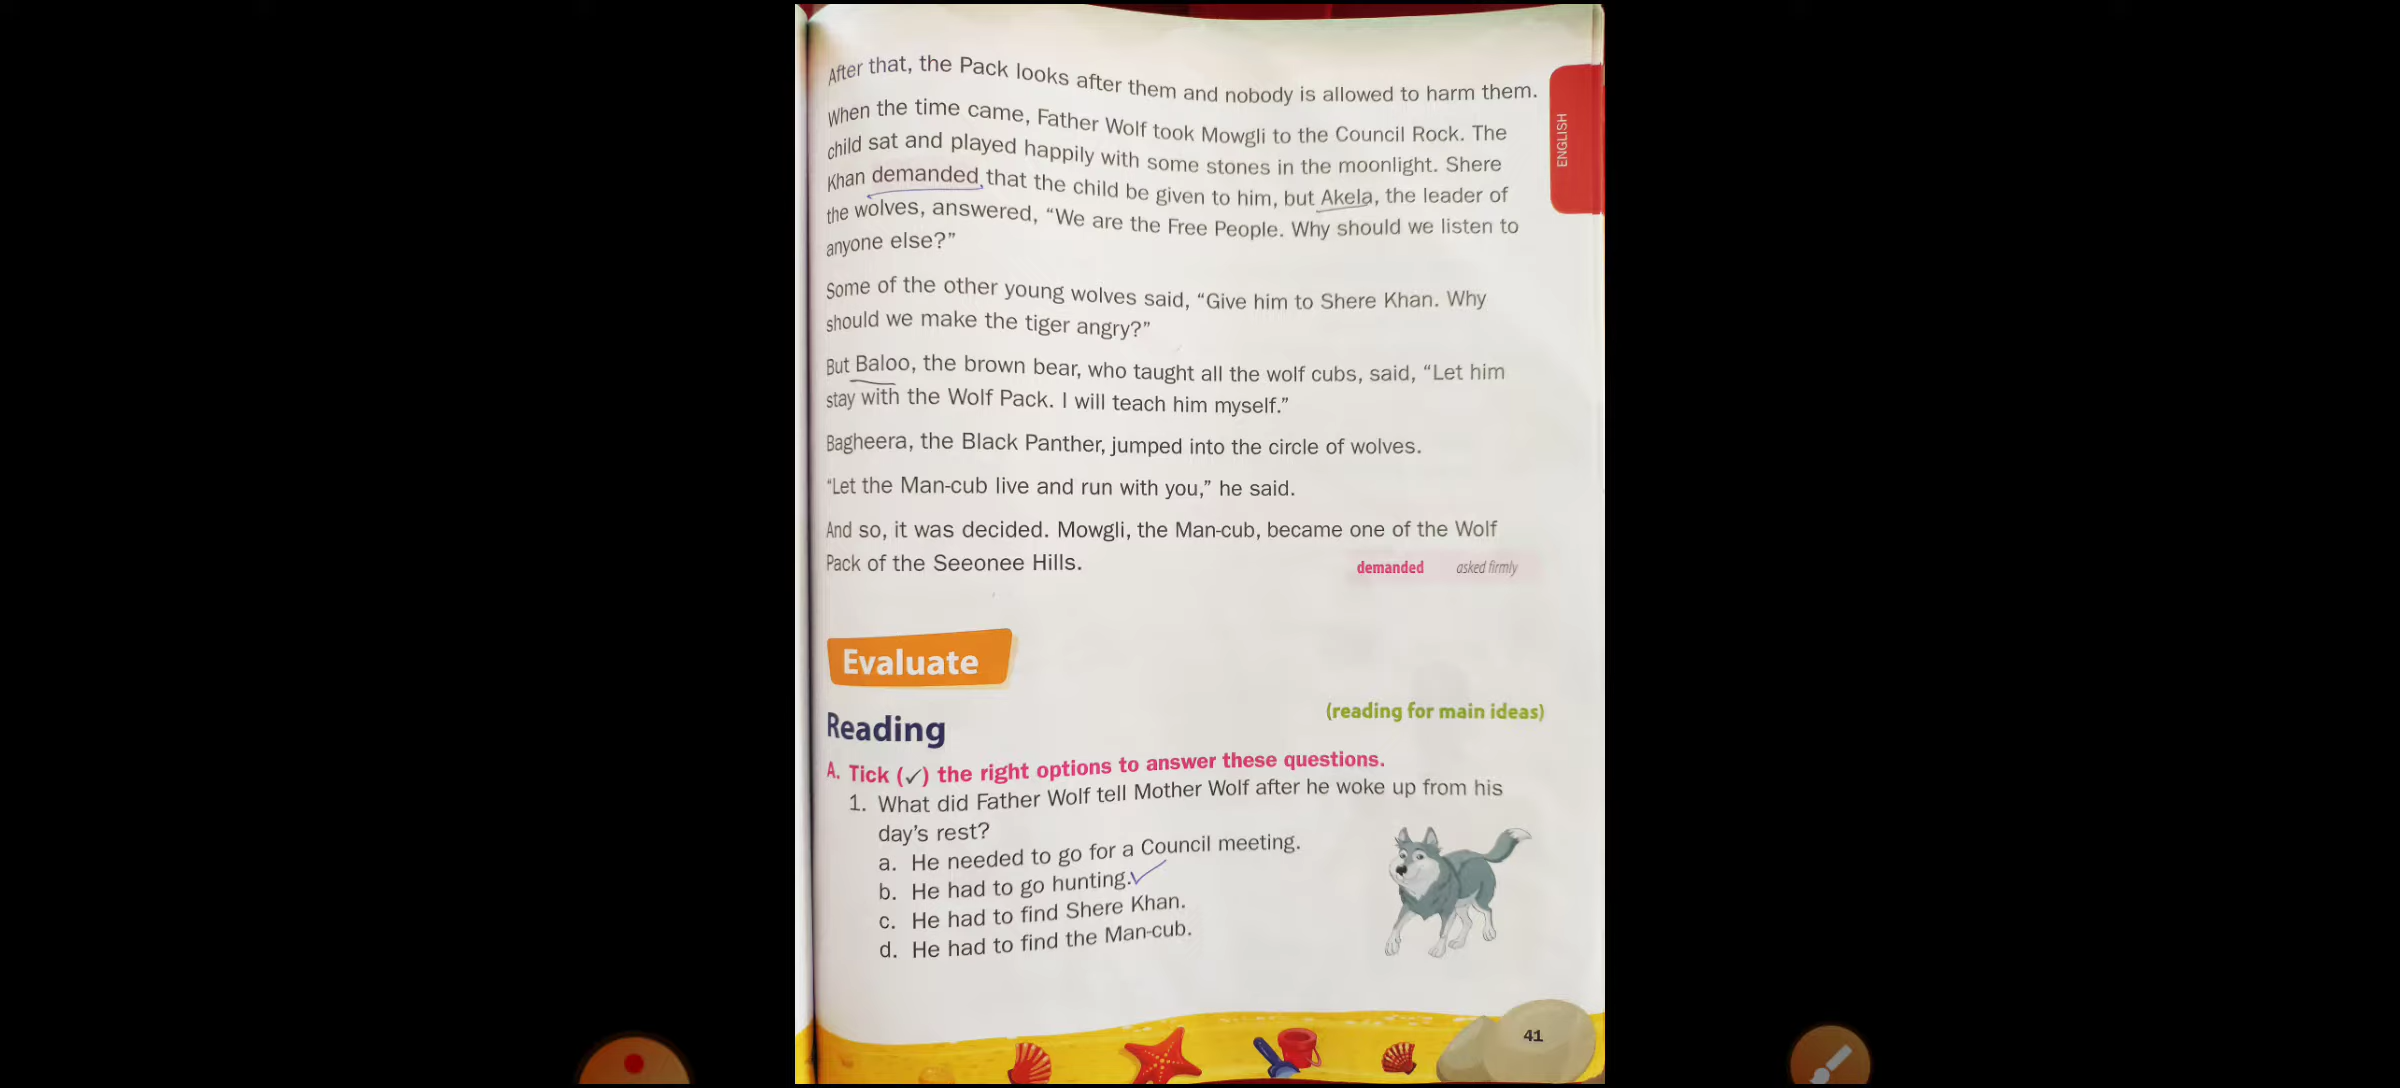 After that, the Pack looks after them and nobody is allowed to harm them.
When the time came, Father Wolf took Mowgli to the Council Rock. The
child sat and played happily with some stones in the moonlight. Shere
Khan demanded that the child be given to him, but Akela, the leader of
the wolves, answered, “We are the Free People. Why should we listen to
anyone else?”
Some of the other young wolves said, “Give him to Shere Khan. Why
should we make the tiger angry?”
But Baloo, the brown bear, who taught all the wolf cubs, said, “Let him
stay with the Wolf Pack. I will teach him myself.”
Bagheera, the Black Panther, jumped into the circle of wolves.
“Let the Man-cub live and run with you,” he said.
And so, it was decided. Mowgli, the Man-cub, became one of the Wolf
Pack of the Seeonee Hills.
demanded asked firmly
ENGLISH
Evaluate
Reading
(reading for main ideas)
A. Tick (✓) the right options to answer these questions.
1. What did Father Wolf tell Mother Wolf after he woke up from his
day’s rest?
a. He needed to go for a Council meeting.
b. He had to go hunting. ✓
c. He had to find Shere Khan.
d. He had to find the Man-cub.
41